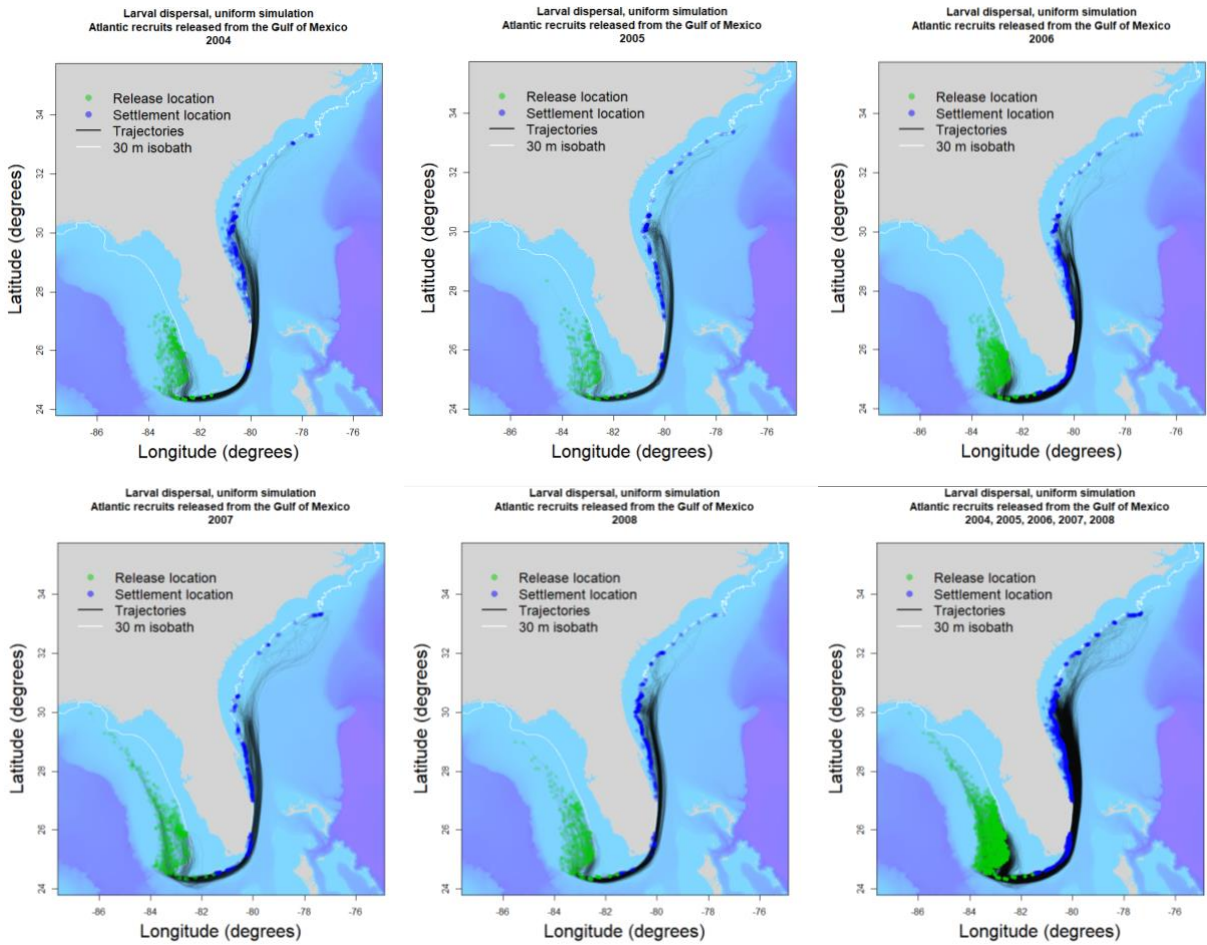 Larval dispersal, uniform simulation
Atlantic recruits released from the Gulf of Mexico
2004
Release location
Settlement location
Trajectories
30 m isobath
34
32
30
28
26
24
Latitude (degrees)
-86
-84
-82
-80
-78
-76
Longitude (degrees)
Larval dispersal, uniform simulation
Atlantic recruits released from the Gulf of Mexico
2005
Release location
Settlement location
Trajectories
30 m isobath
34
32
30
28
26
24
Latitude (degrees)
-86
-84
-82
-80
-78
-76
Longitude (degrees)
Larval dispersal, uniform simulation
Atlantic recruits released from the Gulf of Mexico
2006
Release location
Settlement location
Trajectories
30 m isobath
34
32
30
28
26
24
Latitude (degrees)
-86
-84
-82
-80
-78
-76
Longitude (degrees)
Larval dispersal, uniform simulation
Atlantic recruits released from the Gulf of Mexico
2007
Release location
Settlement location
Trajectories
30 m isobath
34
32
30
28
26
24
Latitude (degrees)
-86
-84
-82
-80
-78
-76
Longitude (degrees)
Larval dispersal, uniform simulation
Atlantic recruits released from the Gulf of Mexico
2008
Release location
Settlement location
Trajectories
30 m isobath
34
32
30
28
26
24
Latitude (degrees)
-86
-84
-82
-80
-78
-76
Longitude (degrees)
Larval dispersal, uniform simulation
Atlantic recruits released from the Gulf of Mexico
2004, 2005, 2006, 2007, 2008
Release location
Settlement location
Trajectories
30 m isobath
34
32
30
28
26
24
Latitude (degrees)
-86
-84
-82
-80
-78
-76
Longitude (degrees)